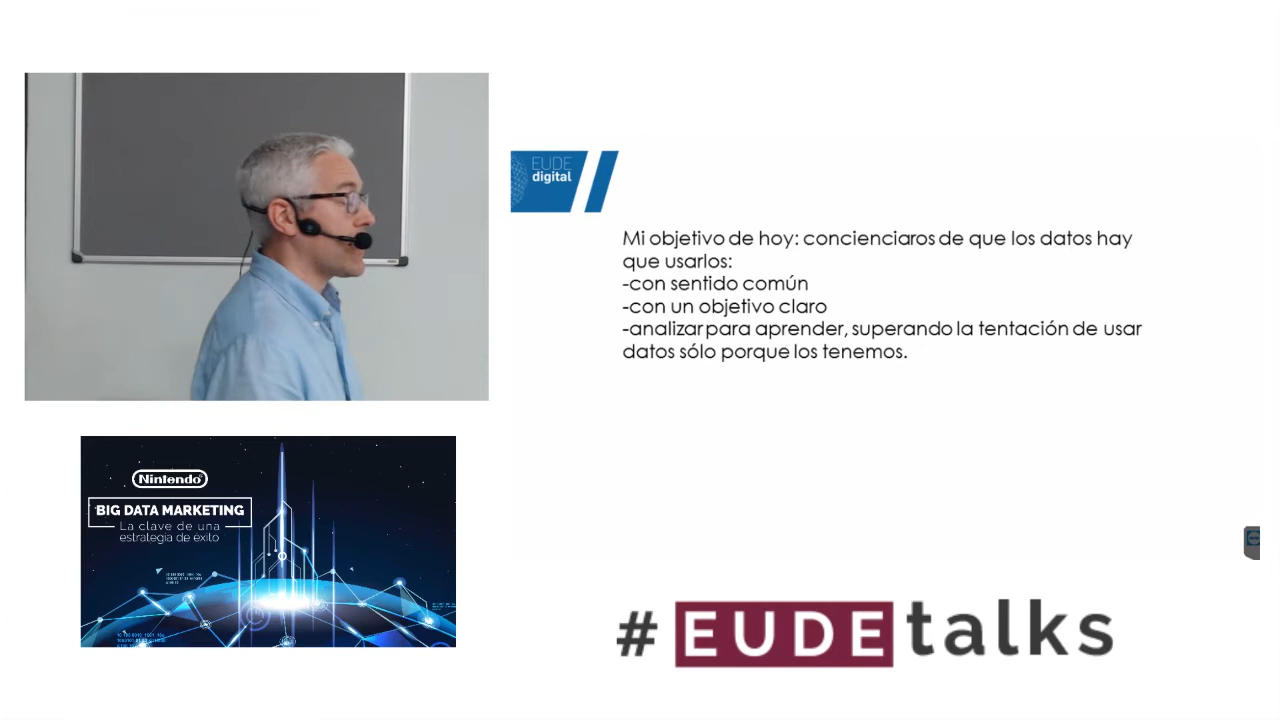 EUDE
digital
Mi objetivo de hoy: concienciaros de que los datos hay
que usarlos:
-con sentido común
-con un objetivo claro
-analizar para aprender, superando la tentación de usar
datos sólo porque los tenemos.
Nintendo
BIG DATA MARKETING
La clave de una
estrategia de éxito
# EUDE talks